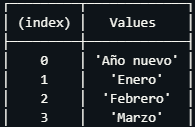 (index) Values
0 'Año nuevo'
1 'Enero'
2 'Febrero'
3 'Marzo'